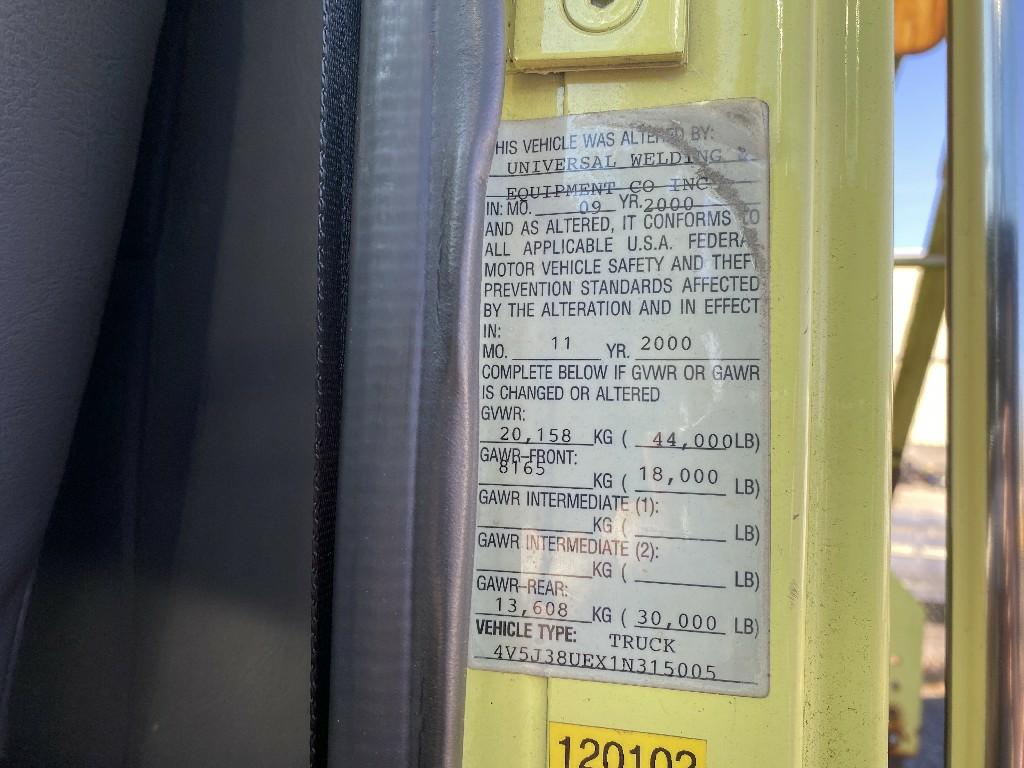 THIS VEHICLE WAS ALTERED BY:
UNIVERSAL WELDING &
EQUIPMENT CO INC
IN: MO. 09 YR. 2000
AND AS ALTERED, IT CONFORMS TO
ALL APPLICABLE U.S.A. FEDERAL
MOTOR VEHICLE SAFETY AND THEFT
PREVENTION STANDARDS AFFECTED
BY THE ALTERATION AND IN EFFECT
IN:
MO. 11 YR. 2000
COMPLETE BELOW IF GVWR OR GAWR
IS CHANGED OR ALTERED
GVWR:
20,158 KG ( 44,000 LB)
GAWR-FRONT:
8165 KG ( 18,000 LB)
GAWR INTERMEDIATE (1):
KG ( LB)
GAWR INTERMEDIATE (2):
KG ( LB)
GAWR-REAR:
13,608 KG ( 30,000 LB)
VEHICLE TYPE: TRUCK
4V5J38UEX1N315005
120102